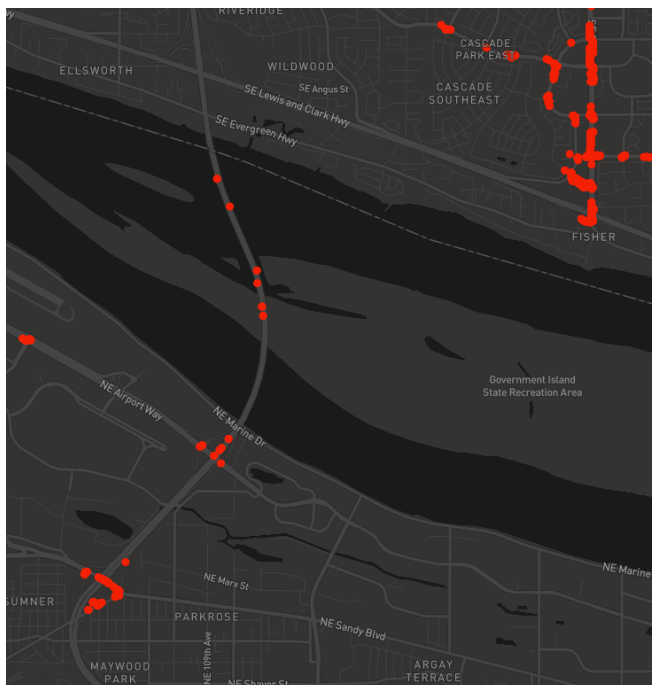 RIVERIDGE
CASCADE
PARK EAST
ELLSWORTH
WILDWOOD
SE Angus St
CASCADE
SOUTHEAST
SE Lewis and Clark Hwy
SE Evergreen Hwy
FISHER
Government Island
State Recreation Area
NE Airport Way
NE Marine Dr
NE Marine
NE Marx St
SUMNER
PARKROSE
NE Sandy Blvd
NE 109th Ave
MAYWOOD
PARK
ARGAY
TERRACE
NE Shaver St